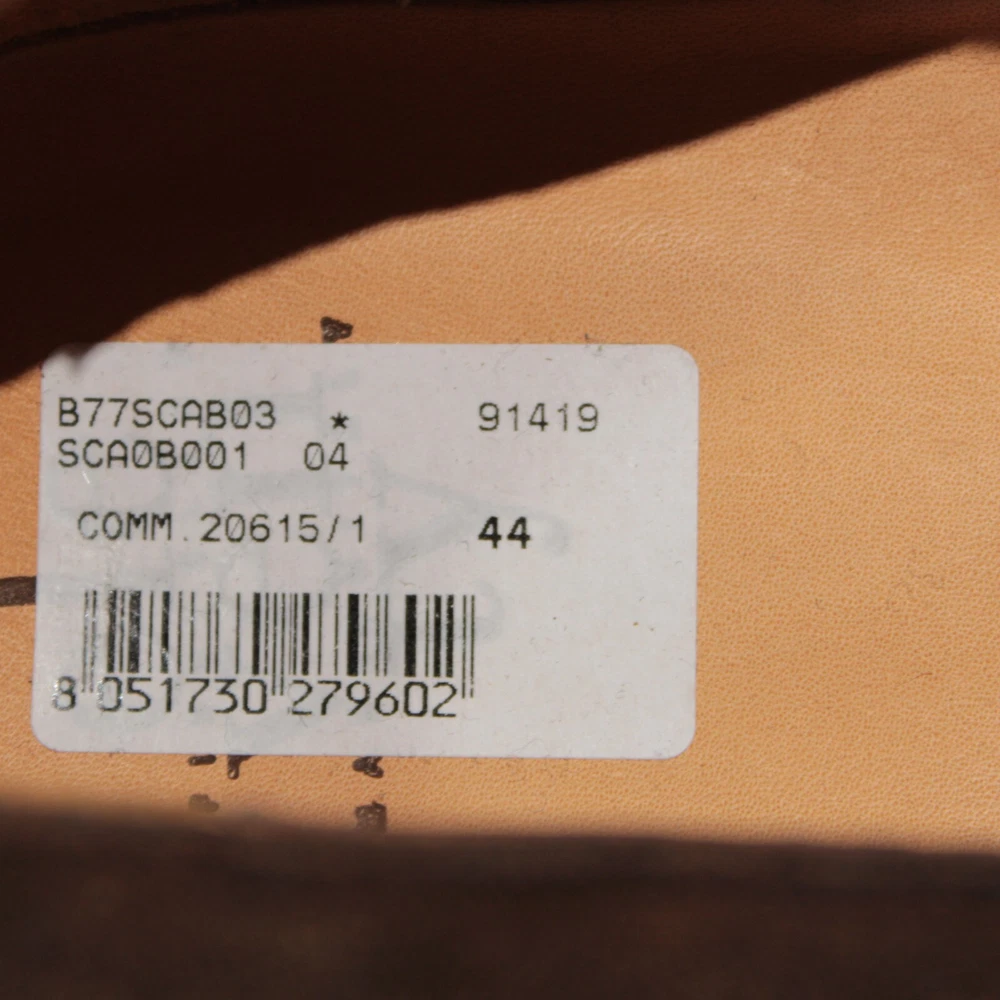 B77SCAB03 * 91419
SCA0B001 04
COMM.20615/1 44
8 051730 279602